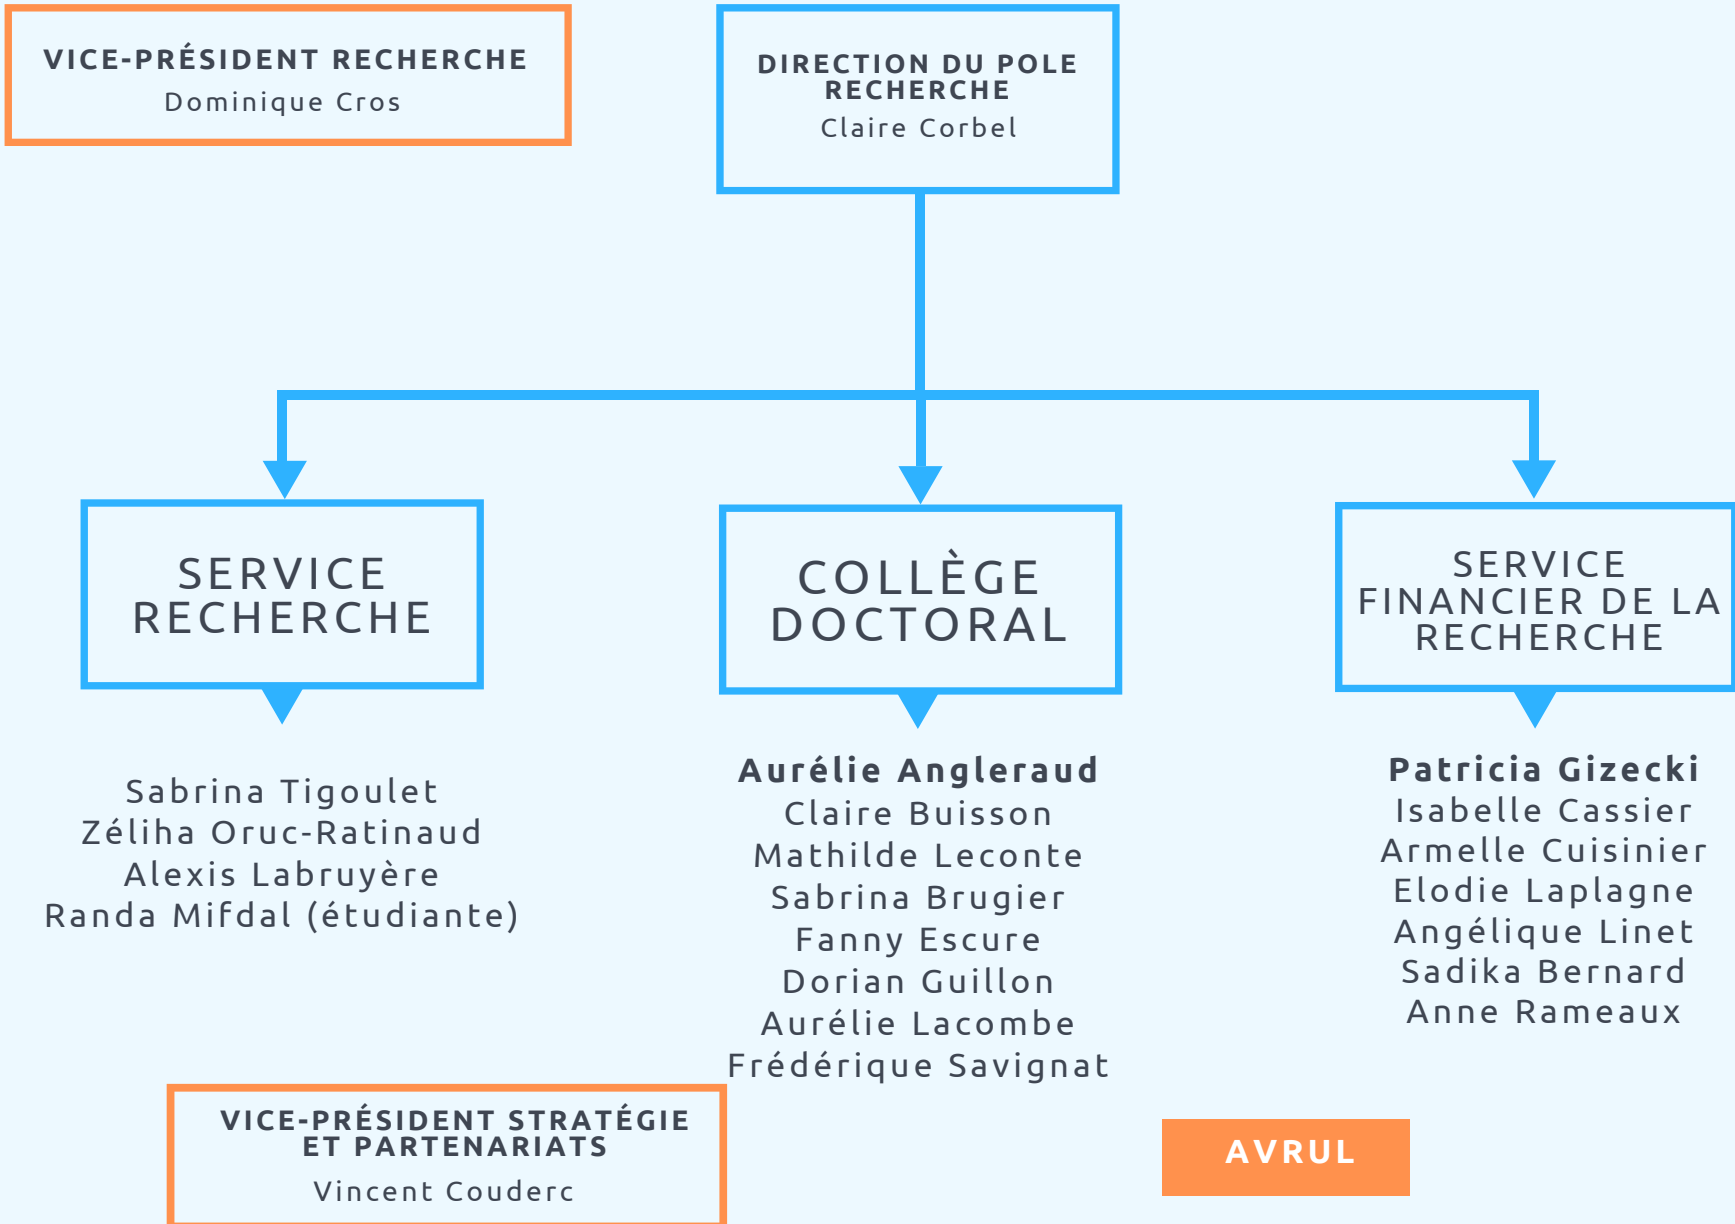 VICE-PRÉSIDENT RECHERCHE
Dominique Cros
DIRECTION DU POLE
RECHERCHE
Claire Corbel
SERVICE
RECHERCHE
Sabrina Tigoulet
Zéliha Oruc-Ratinaud
Alexis Labruyère
Randa Mifdal (étudiante)
COLLÈGE
DOCTORAL
Aurélie Angleraud
Claire Buisson
Mathilde Leconte
Sabrina Brugier
Fanny Escure
Dorian Guillon
Aurélie Lacombe
Frédérique Savignat
SERVICE
FINANCIER DE LA
RECHERCHE
Patricia Gizecki
Isabelle Cassier
Armelle Cuisinier
Elodie Laplagne
Angélique Linet
Sadika Bernard
Anne Rameaux
VICE-PRÉSIDENT STRATÉGIE
ET PARTENARIATS
Vincent Couderc
AVRUL